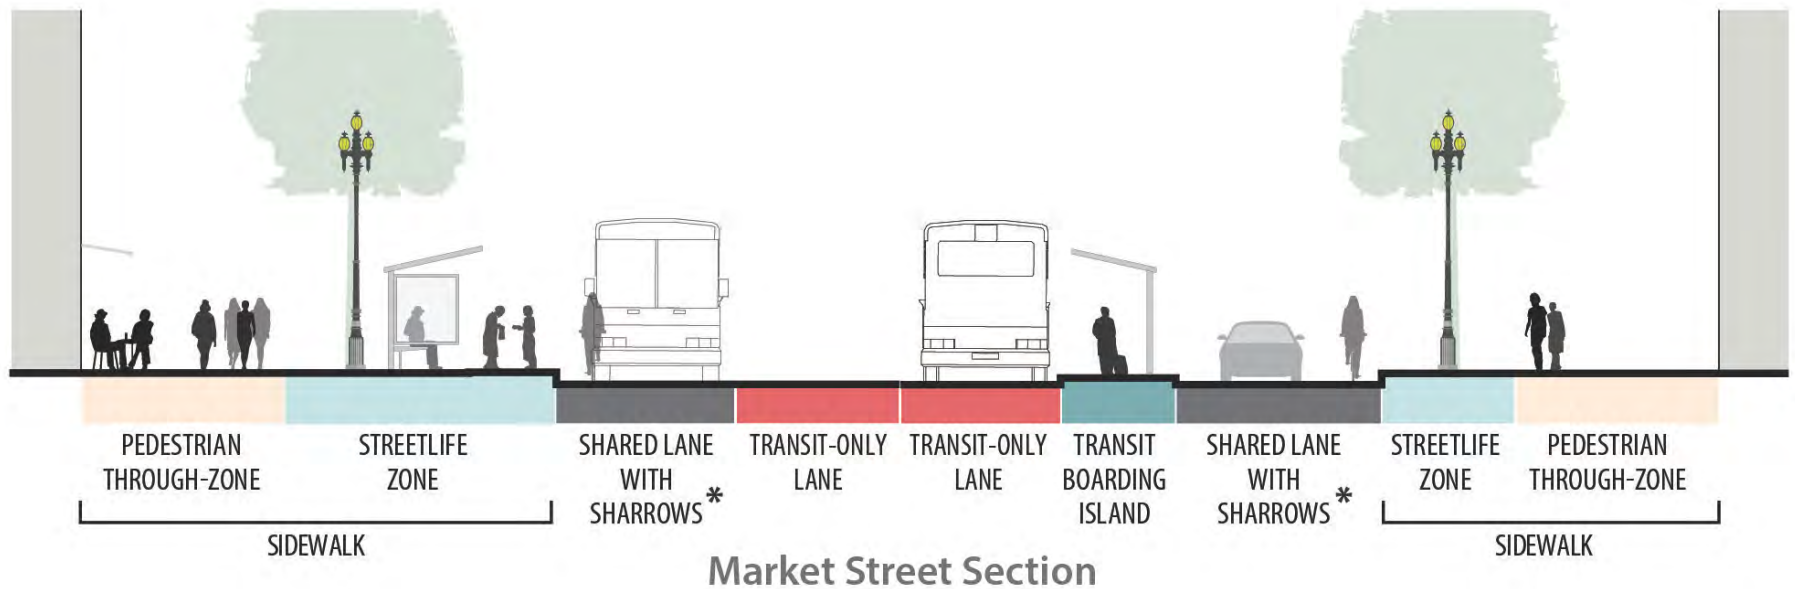 PEDESTRIAN
THROUGH-ZONE
STREETLIFE
ZONE
SHARED LANE
WITH
SHARROWS *
TRANSIT-ONLY
LANE
TRANSIT-ONLY
LANE
TRANSIT
BOARDING
ISLAND
SHARED LANE
WITH
SHARROWS *
STREETLIFE
ZONE
PEDESTRIAN
THROUGH-ZONE
SIDEWALK
SIDEWALK
Market Street Section